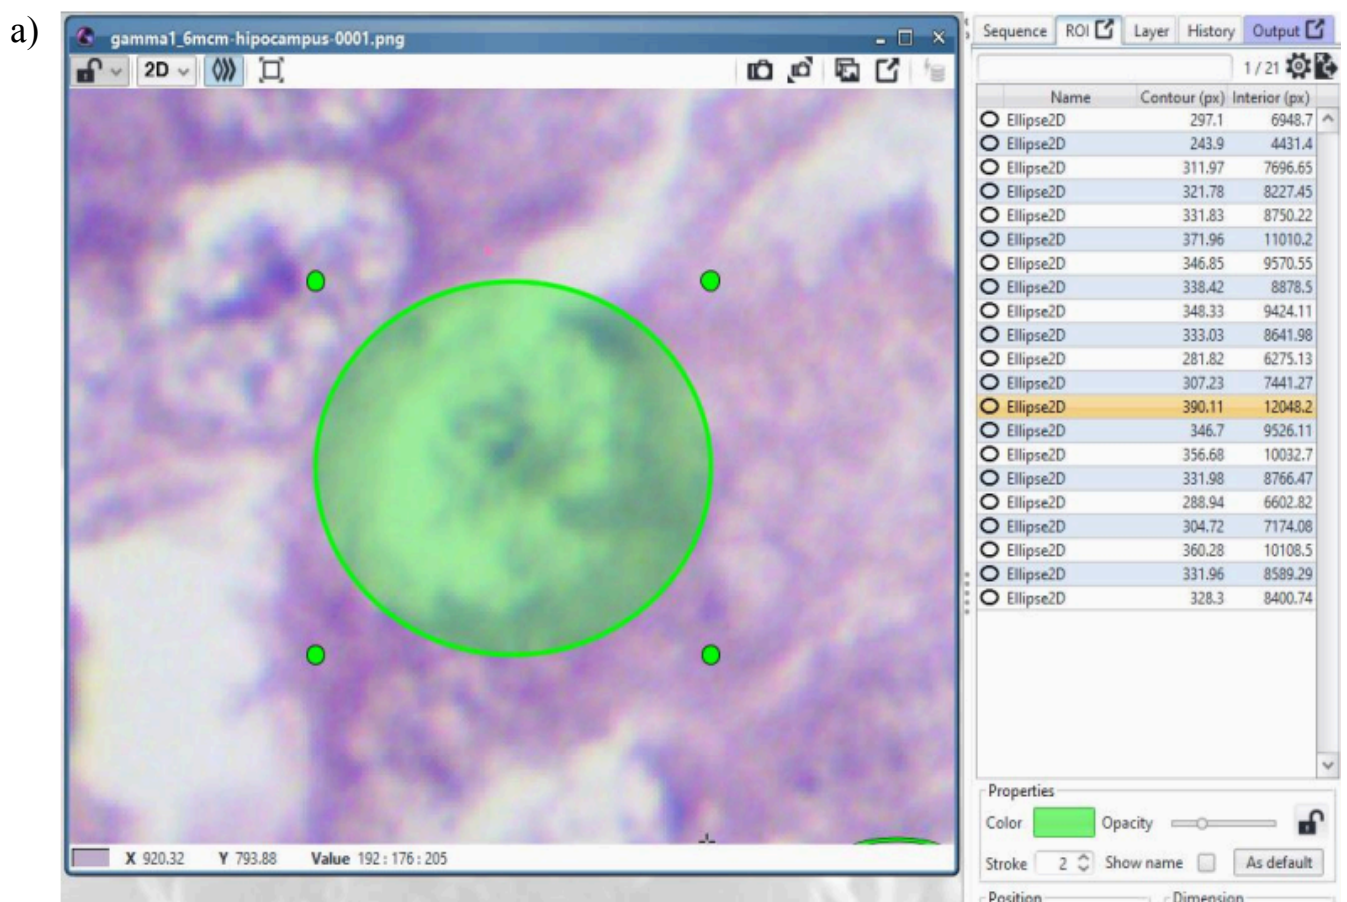 a)
gamma1_6mcm-hipocampus-0001.png
2D
X 920.32 Y 793.88 Value 192 : 176 : 205
Sequence ROI Layer History Output
1 / 21
Name Contour (px) Interior (px)
Ellipse2D 297.1 6948.7
Ellipse2D 243.9 4431.4
Ellipse2D 311.97 7696.65
Ellipse2D 321.78 8227.45
Ellipse2D 331.83 8750.22
Ellipse2D 371.96 11010.2
Ellipse2D 346.85 9570.55
Ellipse2D 338.42 8878.5
Ellipse2D 348.33 9424.11
Ellipse2D 333.03 8641.98
Ellipse2D 281.82 6275.13
Ellipse2D 307.23 7441.27
Ellipse2D 390.11 12048.2
Ellipse2D 346.7 9526.11
Ellipse2D 356.68 10032.7
Ellipse2D 331.98 8766.47
Ellipse2D 288.94 6602.82
Ellipse2D 304.72 7174.08
Ellipse2D 360.28 10108.5
Ellipse2D 331.96 8589.29
Ellipse2D 328.3 8400.74
Properties
Color Opacity
Stroke 2 Show name As default
Position Dimension